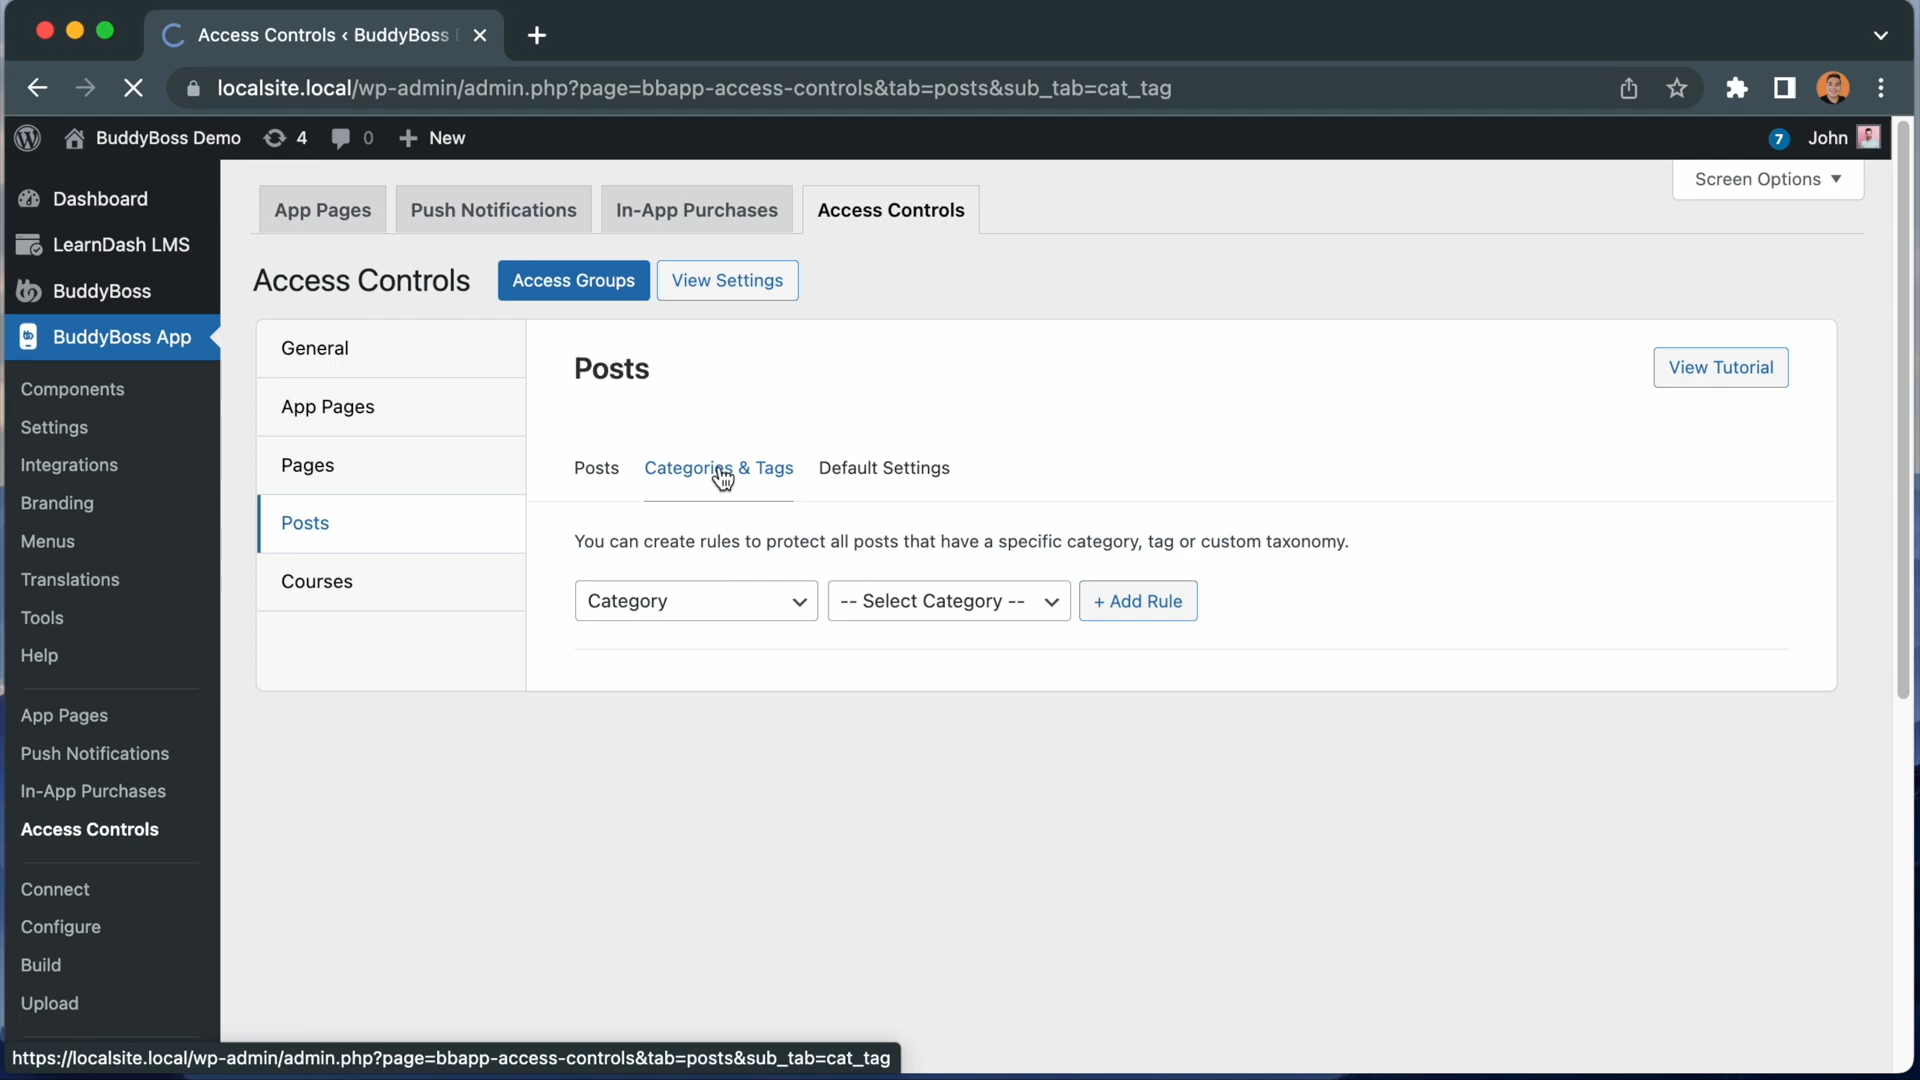 Access Controls ‹ BuddyBoss
localsite.local/wp-admin/admin.php?page=bbapp-access-controls&tab=posts&sub_tab=cat_tag
BuddyBoss Demo 4 0 New 7 John
Screen Options
Dashboard
LearnDash LMS
BuddyBoss
BuddyBoss App
Components
Settings
Integrations
Branding
Menus
Translations
Tools
Help
App Pages
Push Notifications
In-App Purchases
Access Controls
Connect
Configure
Build
Upload
App Pages Push Notifications In-App Purchases Access Controls
Access Controls Access Groups View Settings
General
App Pages
Pages
Posts
Courses
Posts View Tutorial
Posts Categories & Tags Default Settings
You can create rules to protect all posts that have a specific category, tag or custom taxonomy.
Category -- Select Category -- + Add Rule
https://localsite.local/wp-admin/admin.php?page=bbapp-access-controls&tab=posts&sub_tab=cat_tag